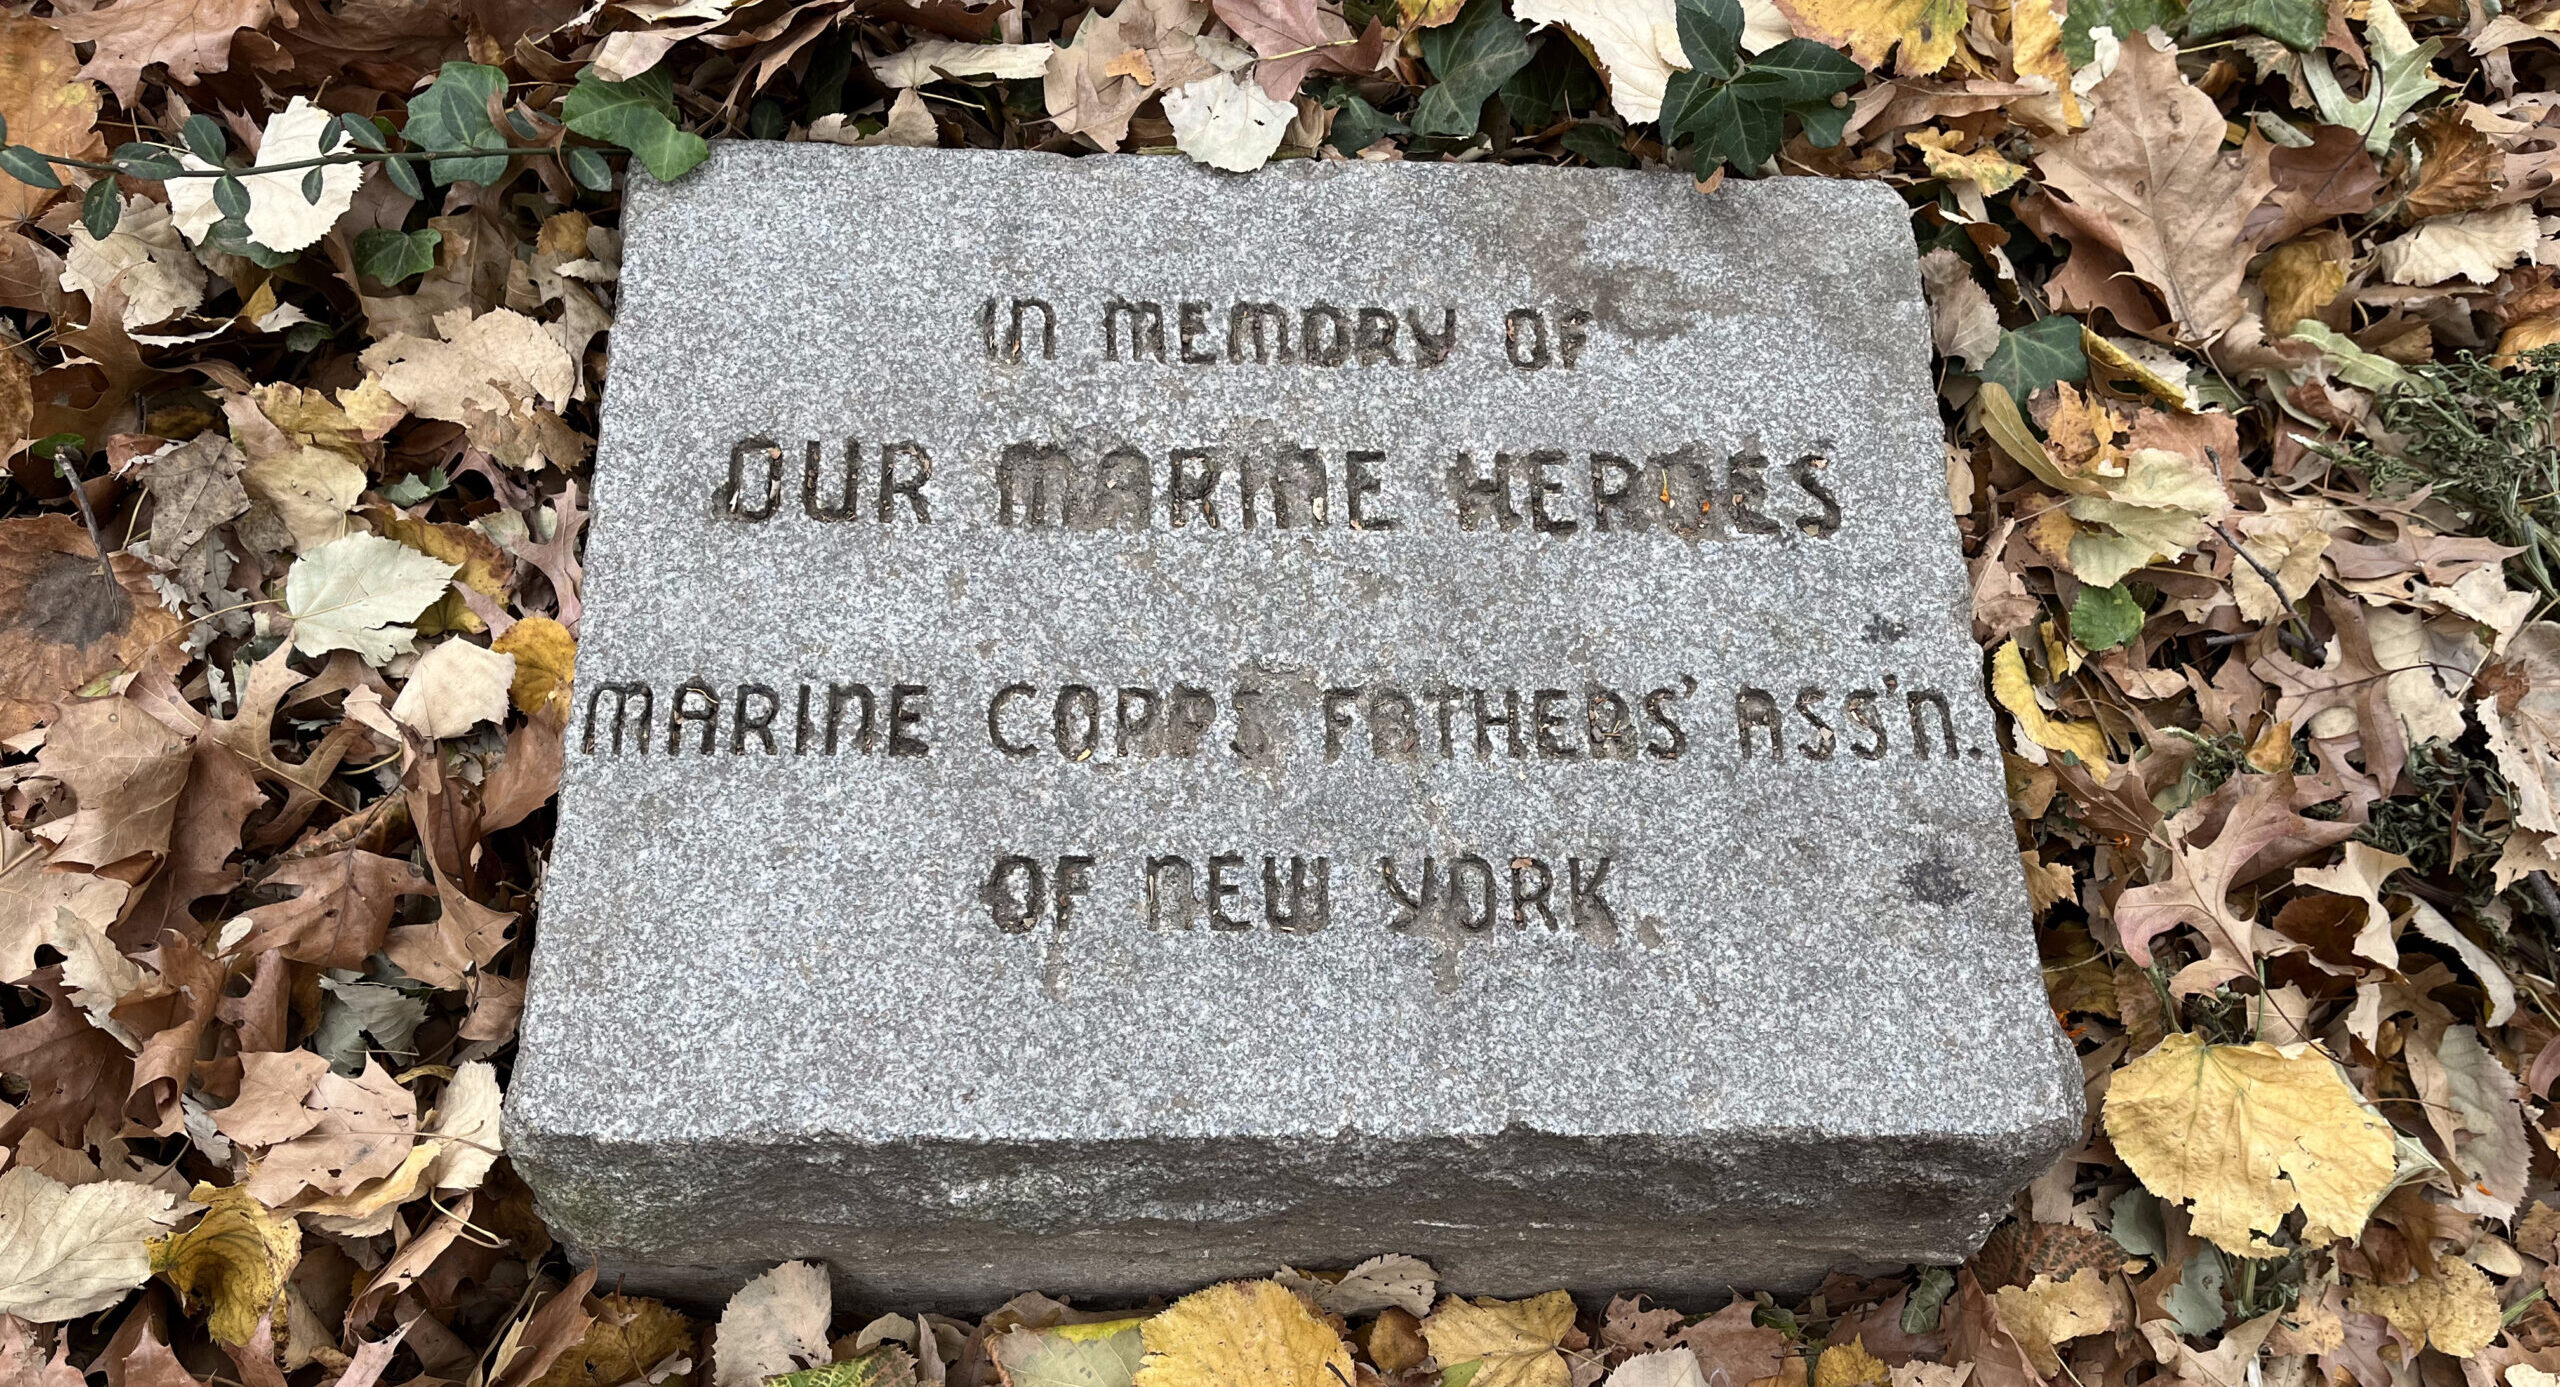 IN MEMORY OF
OUR MARINE HEROES
MARINE CORPS FATHERS' ASS'N.
OF NEW YORK.